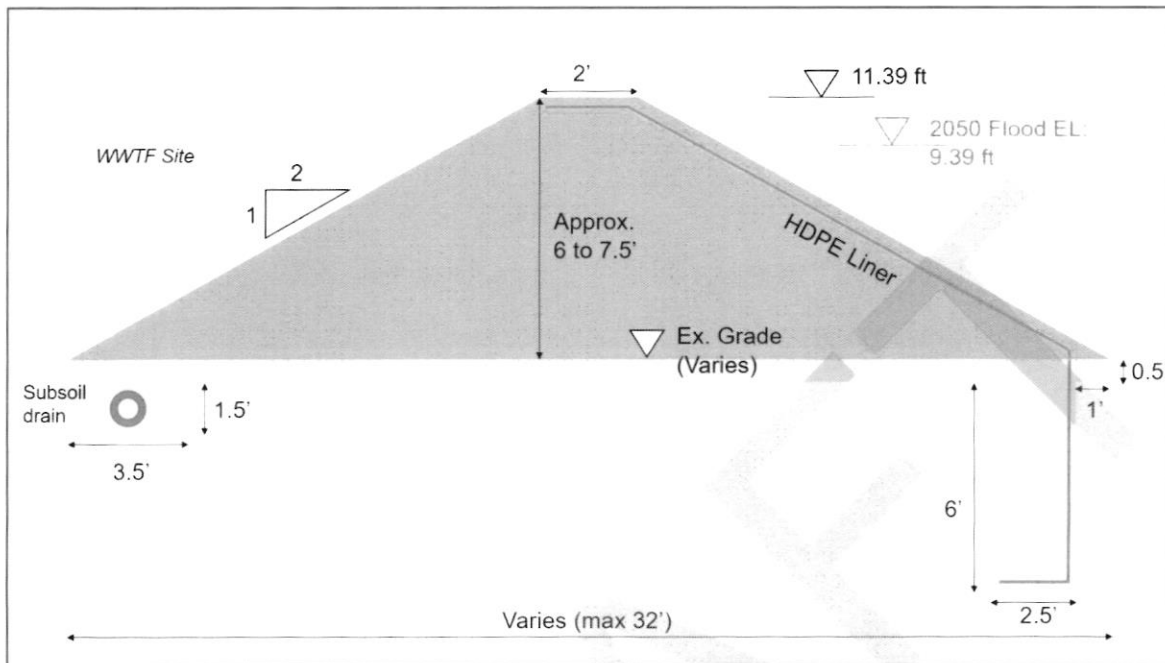 2'
11.39 ft
2050 Flood EL:
9.39 ft
WWTF Site
2
1
Approx.
6 to 7.5'
HDPE Liner
Ex. Grade
(Varies)
0.5
Subsoil
drain
1.5'
1'
3.5'
6'
2.5'
Varies (max 32')